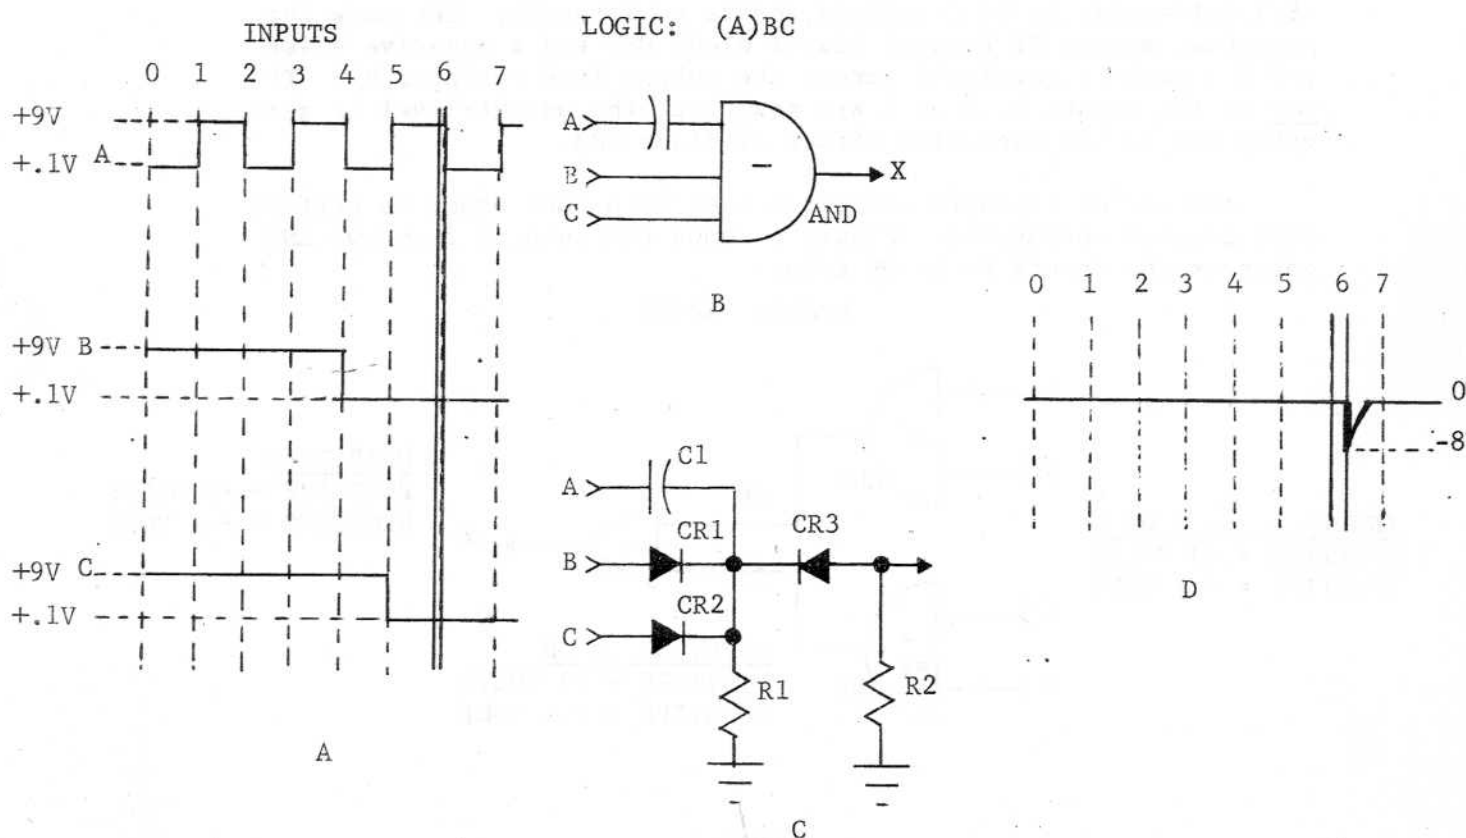 INPUTS
LOGIC: (A)BC
0 1 2 3 4 5 6 7
+9V
A
+.1V
+9V B
+.1V
+9V C
+.1V
A
A
B
C
-
X
AND
B
0 1 2 3 4 5 6 7
0
-8
D
C1
A
CR1
CR3
B
CR2
C
R1
R2
C